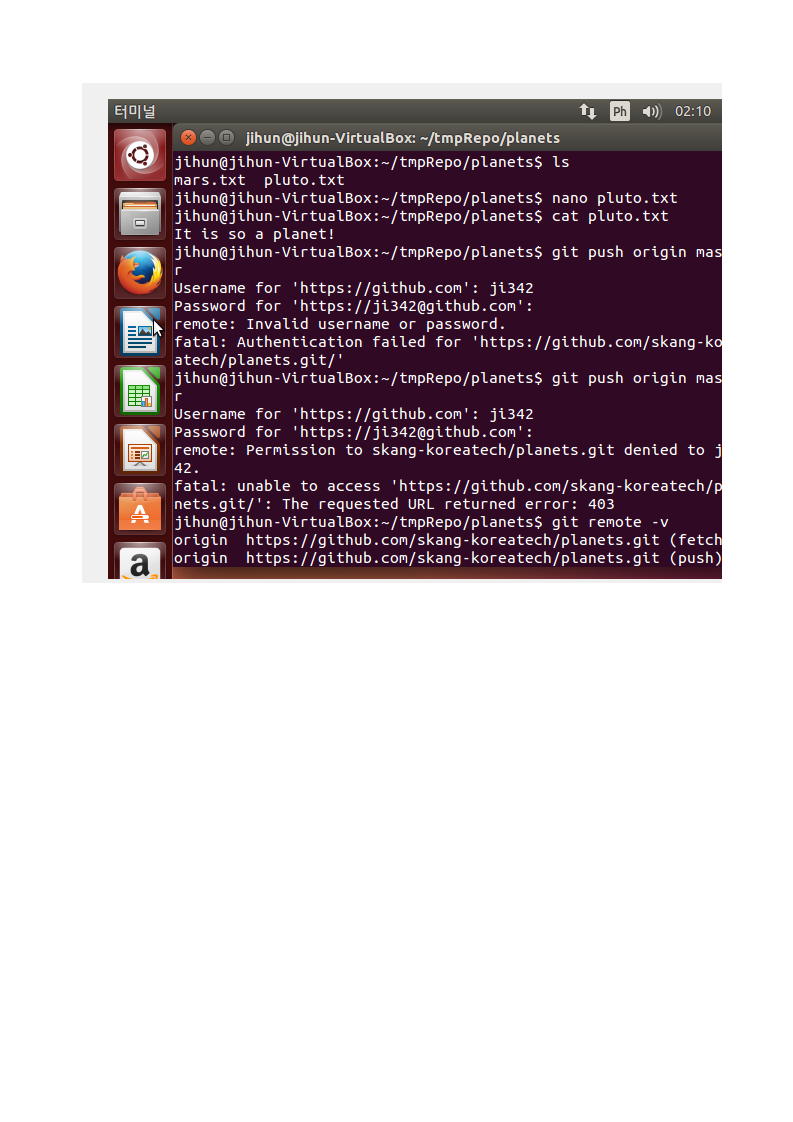 터미널
Ph
02:10
jihun@jihun-VirtualBox: ~/tmpRepo/planets
jihun@jihun-VirtualBox:~/tmpRepo/planets$ ls
mars.txt  pluto.txt
jihun@jihun-VirtualBox:~/tmpRepo/planets$ nano pluto.txt
jihun@jihun-VirtualBox:~/tmpRepo/planets$ cat pluto.txt
It is so a planet!
jihun@jihun-VirtualBox:~/tmpRepo/planets$ git push origin mas
r
Username for 'https://github.com': ji342
Password for 'https://ji342@github.com':
remote: Invalid username or password.
fatal: Authentication failed for 'https://github.com/skang-ko
atech/planets.git/'
jihun@jihun-VirtualBox:~/tmpRepo/planets$ git push origin mas
r
Username for 'https://github.com': ji342
Password for 'https://ji342@github.com':
remote: Permission to skang-koreatech/planets.git denied to j
42.
fatal: unable to access 'https://github.com/skang-koreatech/p
nets.git/': The requested URL returned error: 403
jihun@jihun-VirtualBox:~/tmpRepo/planets$ git remote -v
origin  https://github.com/skang-koreatech/planets.git (fetch
origin  https://github.com/skang-koreatech/planets.git (push)